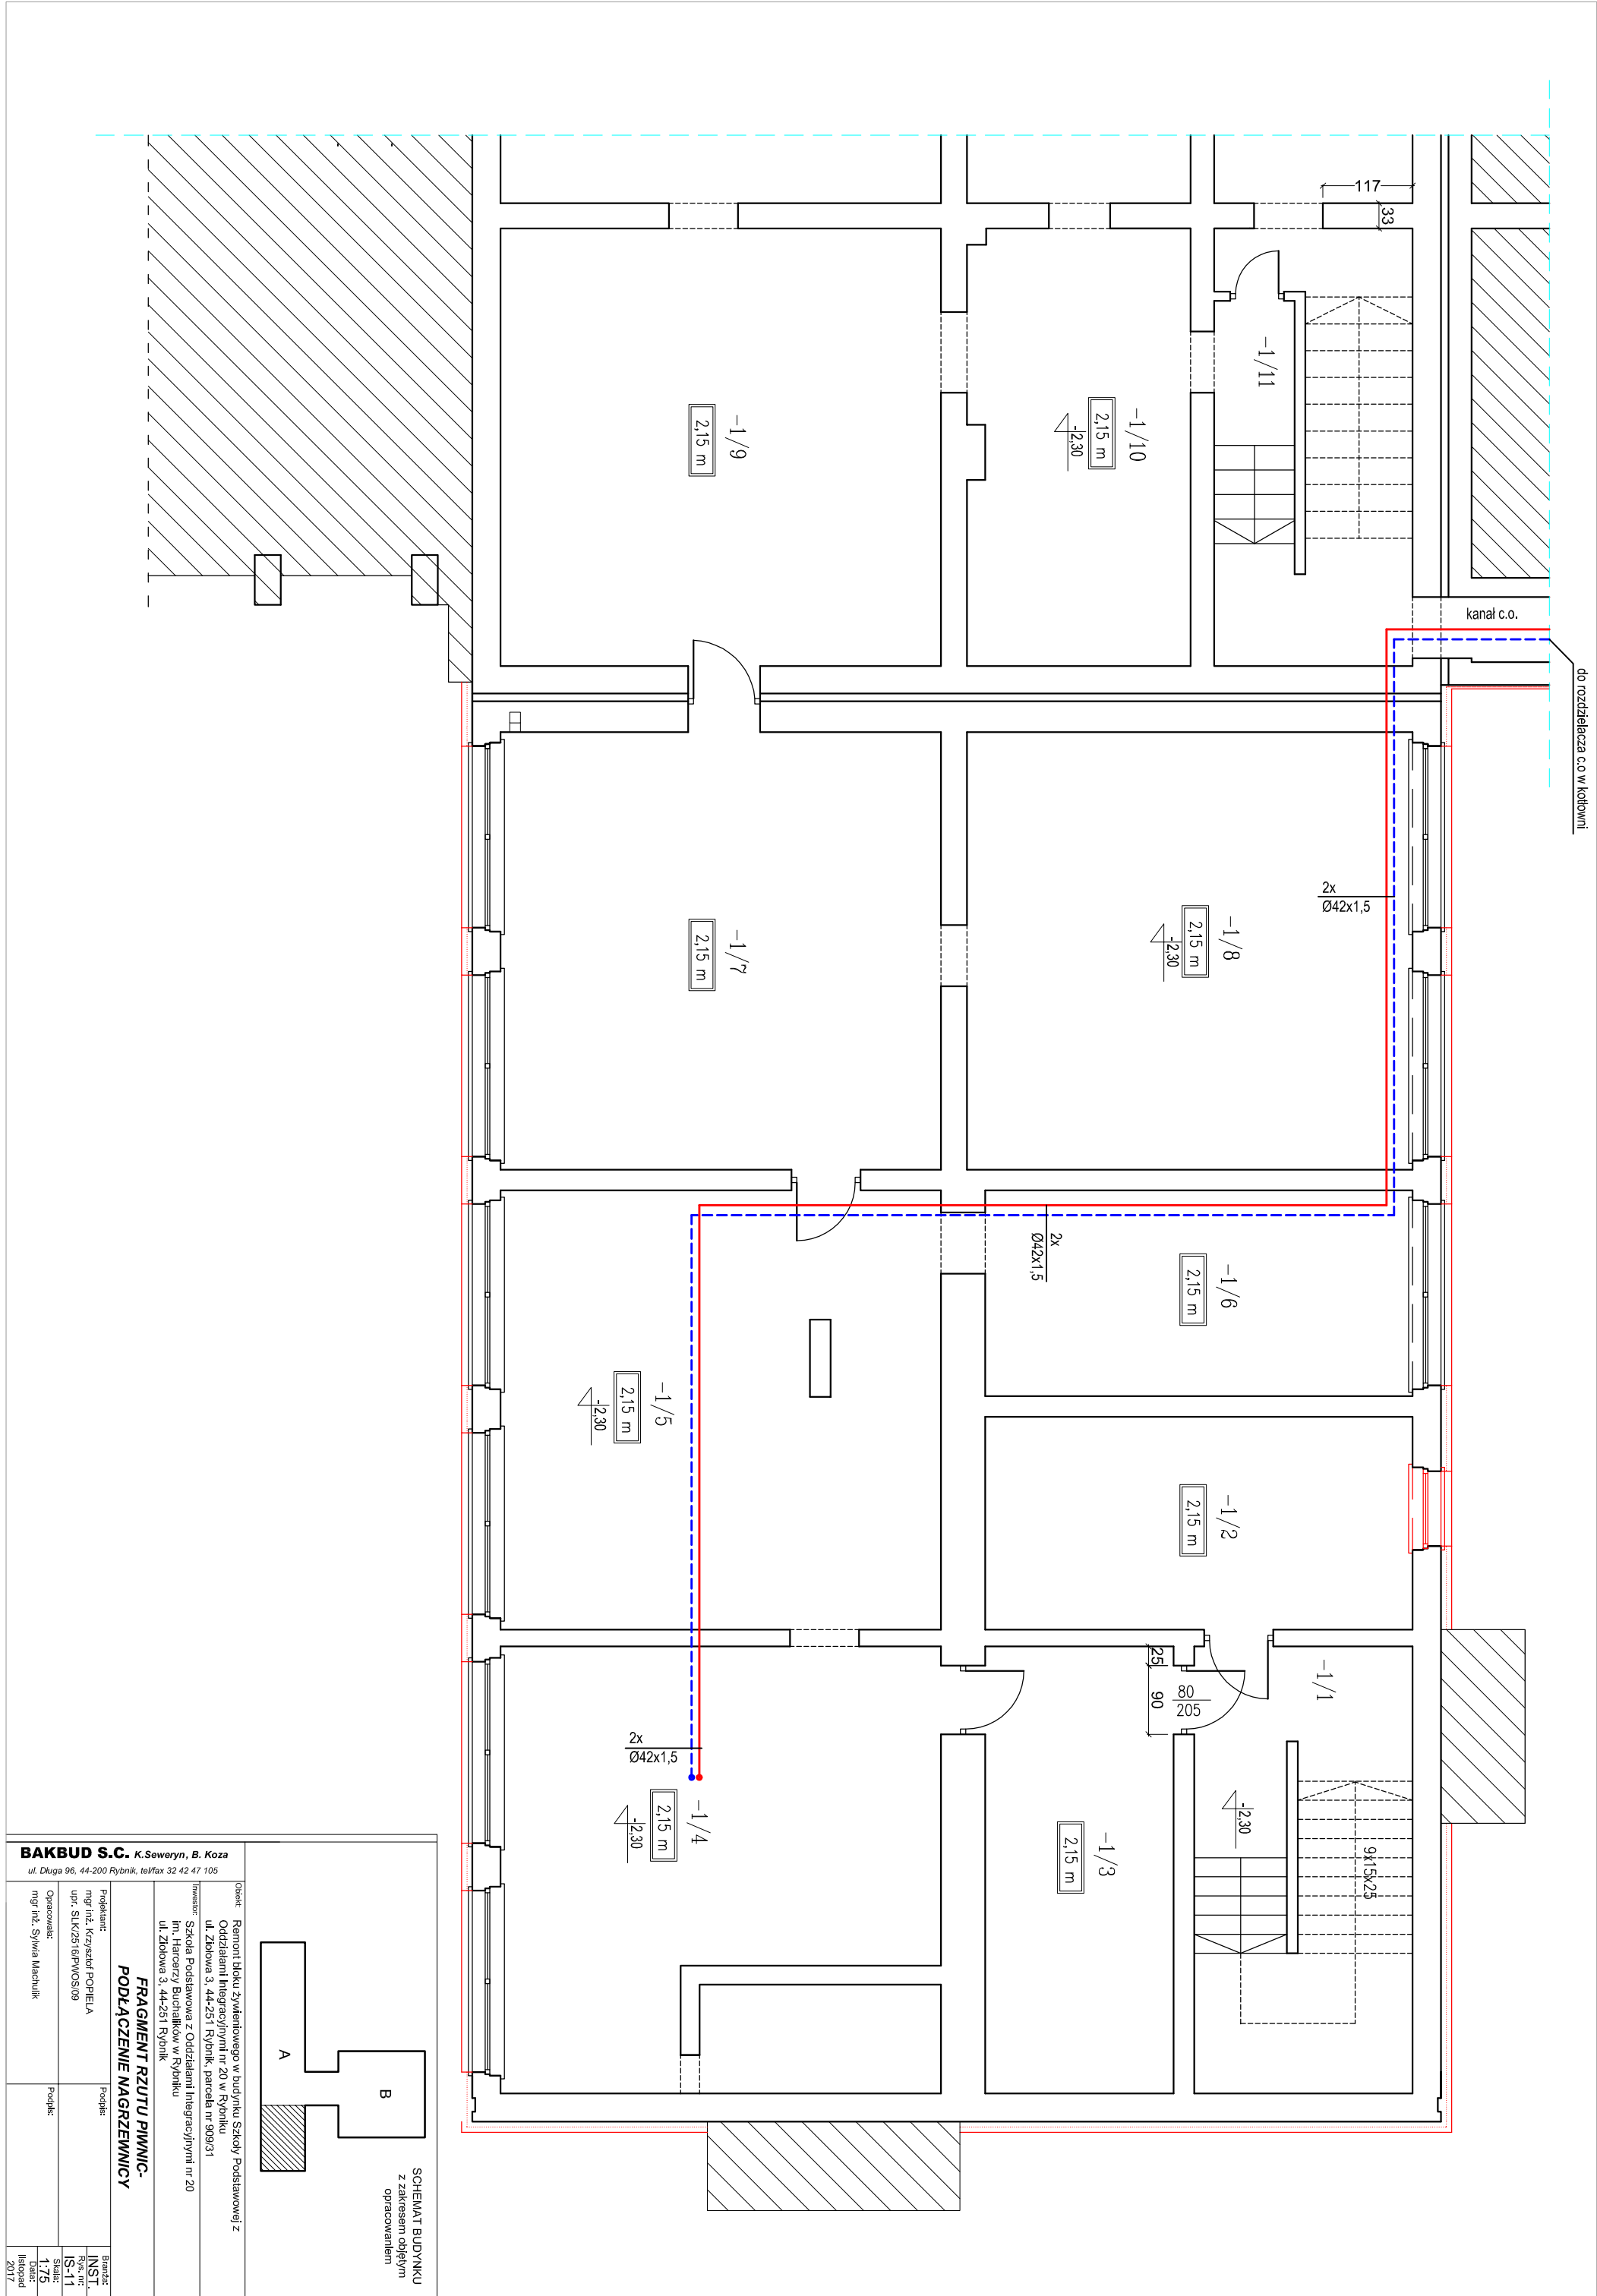 do rozdzielacza c.o w kotłowni
kanał c.o.
117
33
-1/11
-1/10
2,15 m
-2,30
-1/9
2,15 m
2x
Ø42x1,5
-1/8
2,15 m
-2,30
-1/7
2,15 m
2x
Ø42x1,5
-1/6
2,15 m
-1/5
2,15 m
-2,30
-1/2
2,15 m
-1/1
25
90
80
205
2x
Ø42x1,5
-1/4
2,15 m
-2,30
-1/3
2,15 m
-2,30
9x15x25
SCHEMAT BUDYNKU
z zakresem objętym
opracowaniem
A
B
BAKBUD S.C. K.Seweryn, B. Koza
ul. Długa 96, 44-200 Rybnik, tel/fax 32 42 47 105
Obiekt:
Remont bloku żywieniowego w budynku Szkoły Podstawowej z
Oddziałami Integracyjnymi nr 20 w Rybniku
ul. Ziołowa 3, 44-251 Rybnik, parcela nr 909/31
Inwestor:
Szkoła Podstawowa z Oddziałami Integracyjnymi nr 20
im. Harcerzy Buchalików w Rybniku
ul. Ziołowa 3, 44-251 Rybnik
FRAGMENT RZUTU PIWNIC-
PODŁĄCZENIE NAGRZEWNICY
Projektant:
mgr inż. Krzysztof POPIELA
upr. SLK/2516/PWOS/09
Podpis:
Opracowała:
mgr inż. Sylwia Machulik
Podpis:
Branża:
INST.
Rys. nr:
IS-11
Skala:
1:75
Data:
listopad
2017